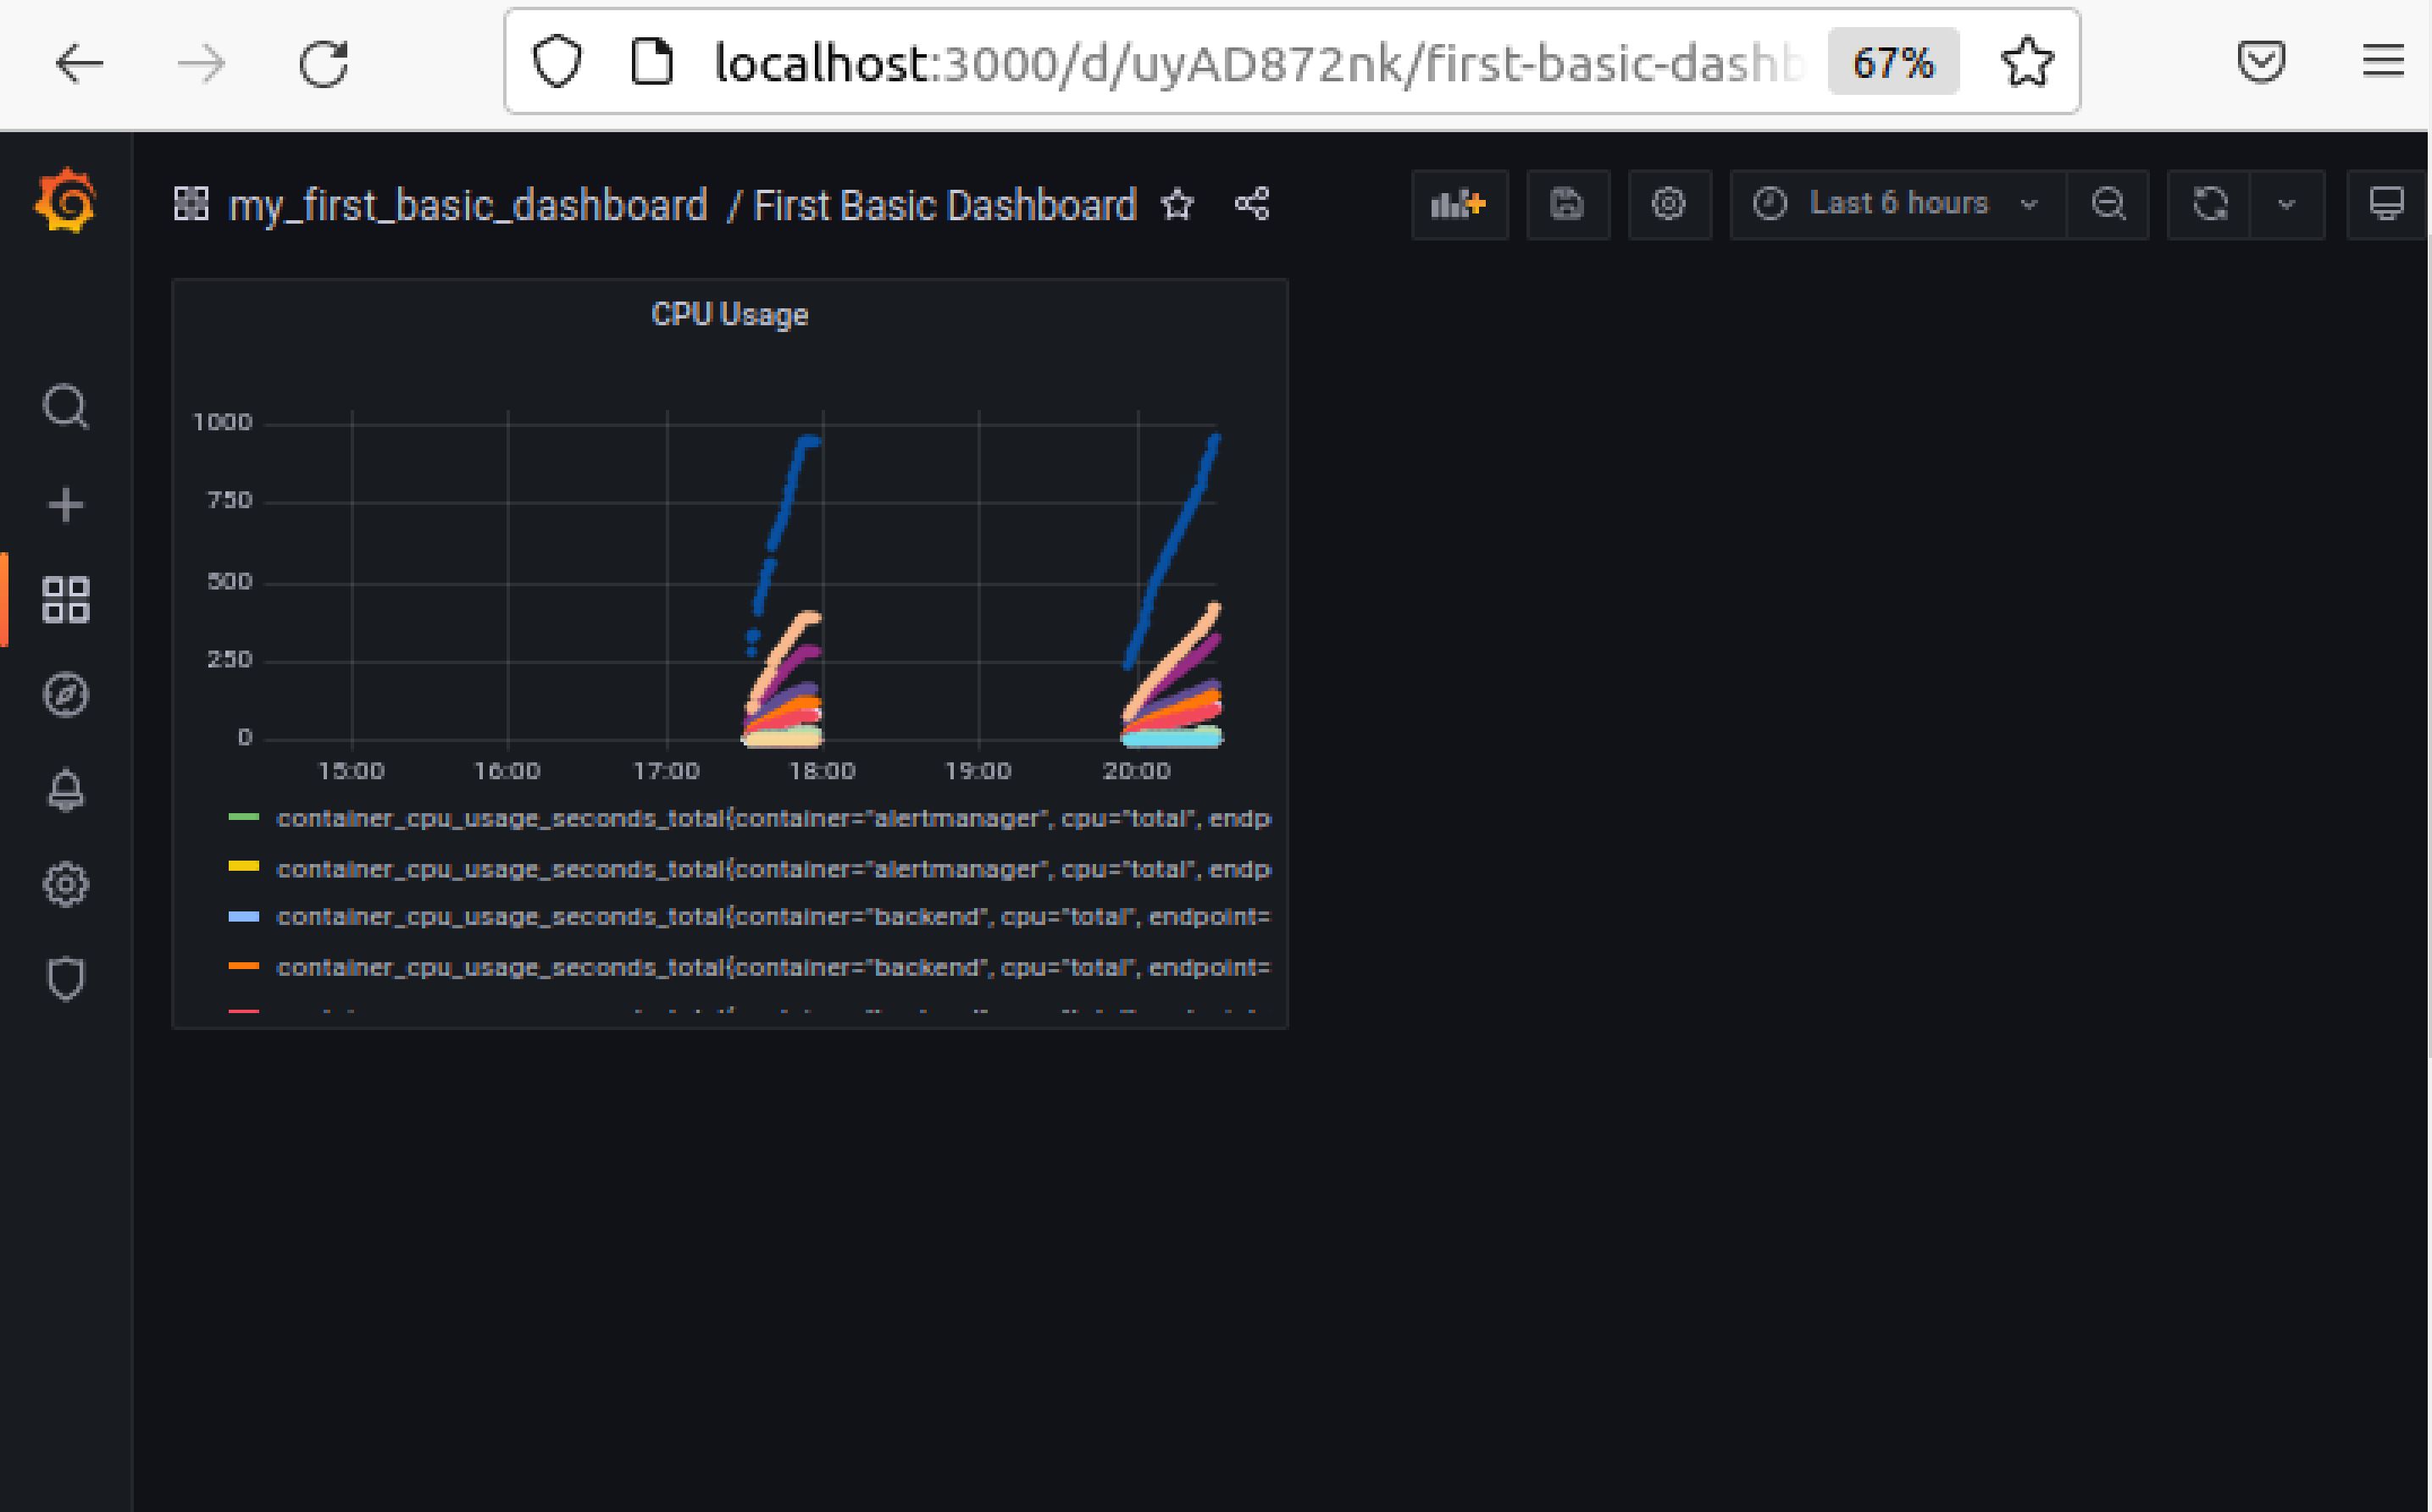 localhost:3000/d/uyAD872nk/first-basic-dashb 67%
my_first_basic_dashboard / First Basic Dashboard Last 6 hours
CPU Usage
1000
750
500
250
0
15:00 16:00 17:00 18:00 19:00 20:00
container_cpu_usage_seconds_total{container="alertmanager", cpu="total", endp
container_cpu_usage_seconds_total{container="alertmanager", cpu="total", endp
container_cpu_usage_seconds_total{container="backend", cpu="total", endpoint=
container_cpu_usage_seconds_total{container="backend", cpu="total", endpoint=